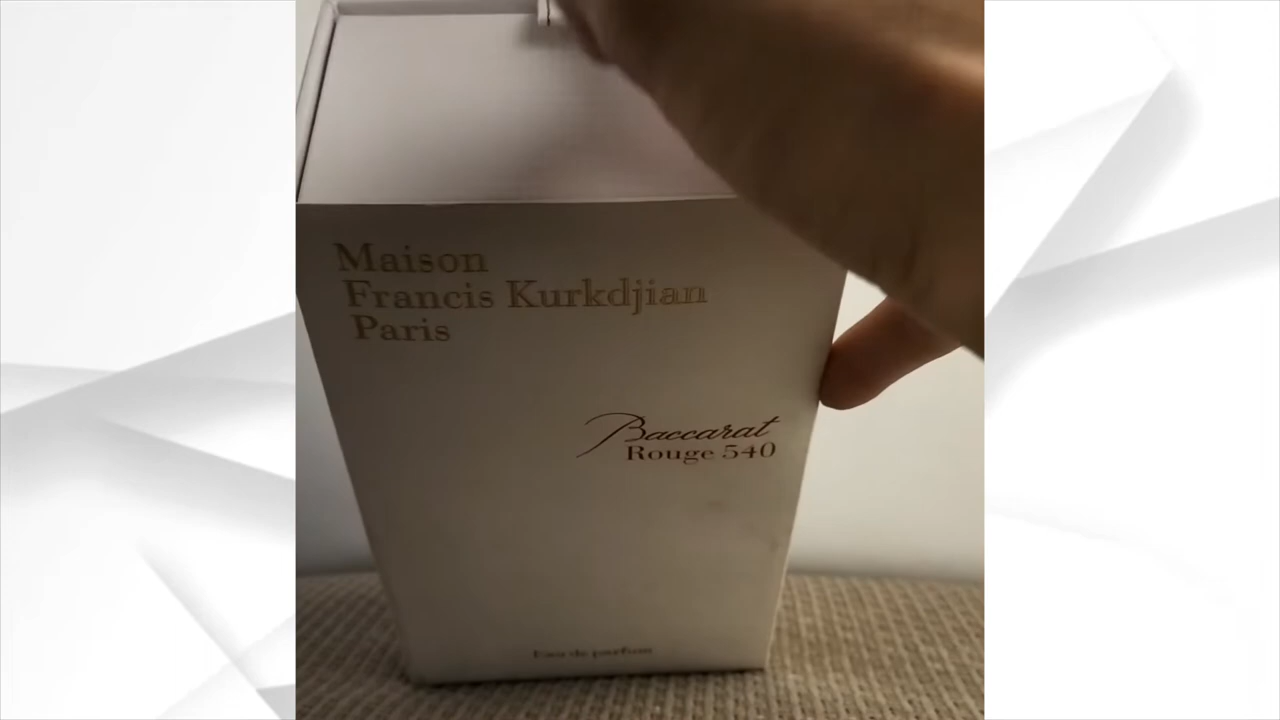 Maison
Francis Kurkdjian
Paris
Baccarat
Rouge 540
Eau de parfum